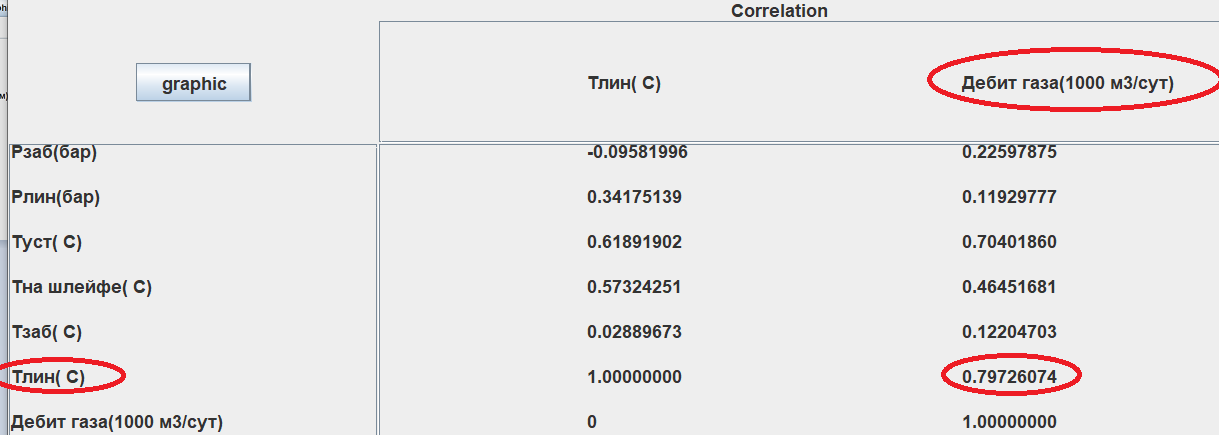 Correlation
graphic
Тлин( С)
Дебит газа(1000 м3/сут)
Рзаб(бар) -0.09581996 0.22597875
Рлин(бар) 0.34175139 0.11929777
Туст( С) 0.61891902 0.70401860
Тна шлейфе( С) 0.57324251 0.46451681
Тзаб( С) 0.02889673 0.12204703
Тлин( С) 1.00000000 0.79726074
Дебит газа(1000 м3/сут) 0 1.00000000